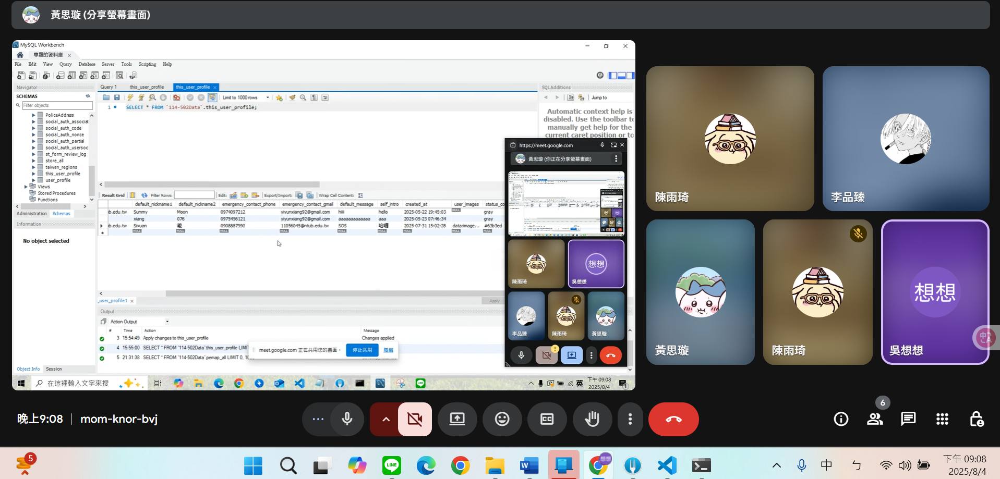 黃思璇 (分享螢幕畫面)
MySQL Workbench
專題的資料庫
File Edit View Query Database Server Tools Scripting Help
Navigator
SCHEMAS
Filter objects
PoliceAddress
social_auth_associat
social_auth_code
social_auth_nonce
social_auth_partial
social_auth_usersoc
st_form_review_log
store_all
taiwan_regions
this_user_profile
user_profile
Views
Stored Procedures
Functions
Administration Schemas
Information
No object selected
Object Info Session
Query 1 this_user_profile this_user_profile
Limit to 1000 rows
1 SELECT * FROM `114-502Data`.this_user_profile;
SQLAdditions
Jump to
Automatic context help is
disabled. Use the toolbar to
manually get help for the
current caret position or to
Result Grid Filter Rows: Edit: Export/Import: Wrap Cell Content:
default_nickname1 default_nickname2 emergency_contact_phone emergency_contact_gmail default_message self_intro created_at user_images status_co
ıb.edu.tw Summy Moon 0974097212 yiyunxiang92@gmail.com hiii hello 2025-05-22 19:45:03 NULL gray
xiang 076 0975456121 yiyunxiang92@gmail.com aaaaaaaaaaaaa aaa 2025-05-23 07:46:34 gray
ıb.edu.tw Sixuan 璇 0908887990 11056045@ntub.edu.tw SOS 哈囉 2025-07-31 15:02:28 data:image... #63b3ed
NULL NULL NULL NULL NULL NULL NULL NULL NULL
_user_profile1
Apply
Output
Action Output
# Time Action Message
3 15:54:49 Apply changes to this_user_profile Changes applied
4 15:55:00 SELECT * FROM `114-502Data`.this_user_profile LIMIT
5 21:31:38 SELECT * FROM `114-502Data`.pemap_all LIMIT 0, 10
meet.google.com 正在共用您的畫面。 停止共用 隱藏
https://meet.google.com
黃思璇 (你正在分享螢幕畫面)
陳雨琦
想想
吳想想
李品臻
陳雨琦
黃思璇
在這裡輸入文字來搜
英
下午 09:08
2025/8/4
1
陳雨琦
李品臻
黃思璇
陳雨琦
想想
吳想想
晚上9:08 mom-knor-bvj
CC
6
5
LINE
想想
中
ㄅ
下午 09:08
2025/8/4